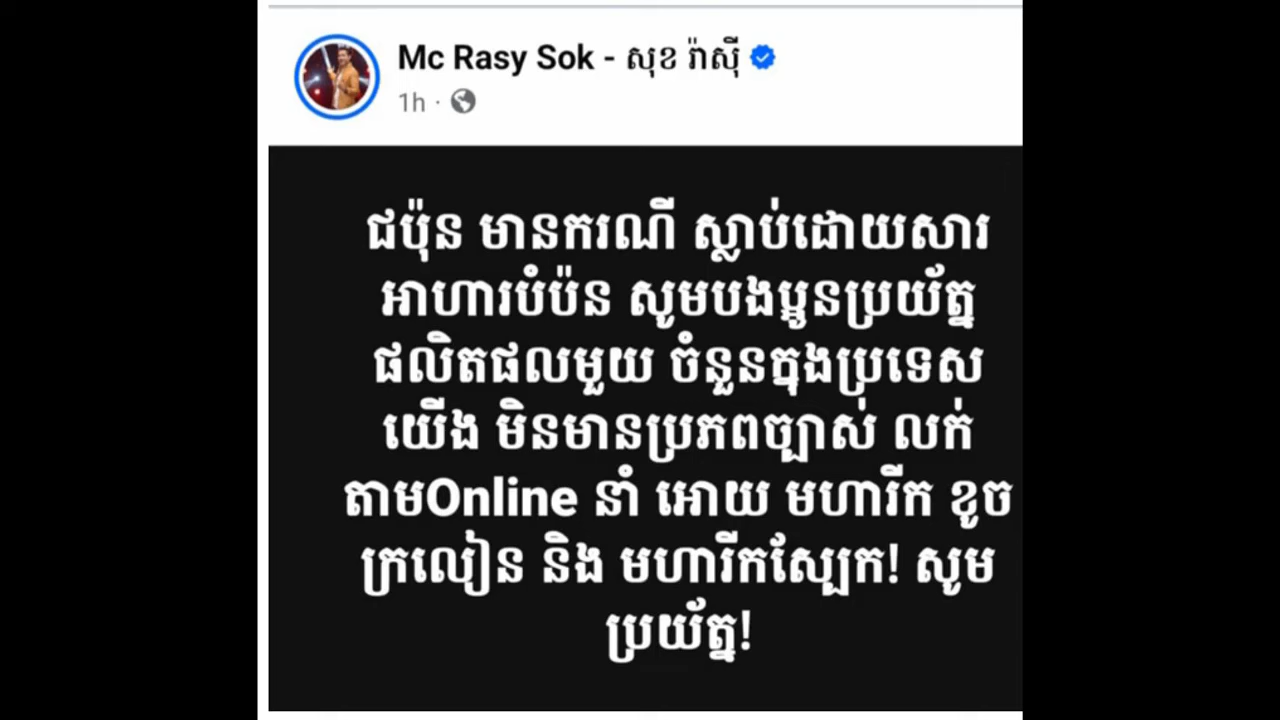 Mc Rasy Sok - សុខ រ៉ាស៊ី
1h ·
ជប៉ុន មានករណី ស្លាប់ដោយសារ
អាហារបំប៉ន សូមបងប្អូនប្រយ័ត្ន
ផលិតផលមួយ ចំនួនក្នុងប្រទេស
យើង មិនមានប្រភពច្បាស់ លក់
តាមOnline នាំ អោយ មហារីក ខូច
ក្រលៀន និង មហារីកស្បែក! សូម
ប្រយ័ត្ន!